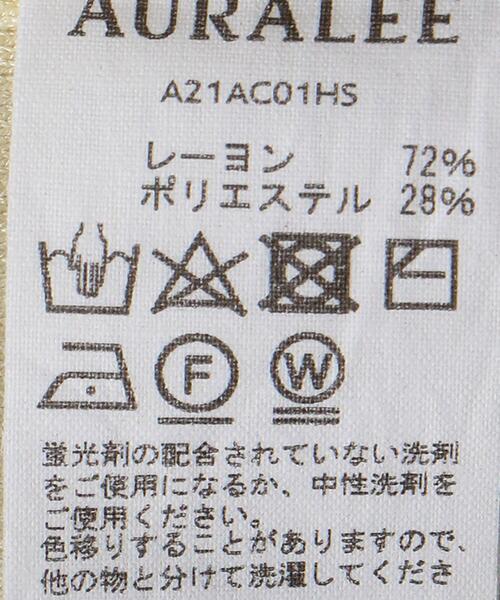 AURALEE
A21AC01HS
レーヨン 72%
ポリエステル 28%
F W
蛍光剤の配合されていない洗剤
をご使用になるか、中性洗剤を
ご使用ください。
色移りすることがありますので、
他の物と分けて洗濯してくださ